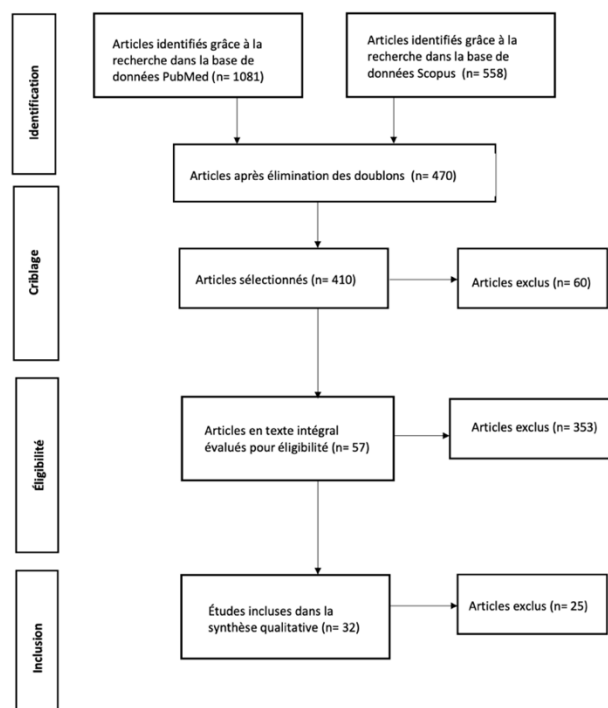 Articles identifiés grâce à la
recherche dans la base de
données PubMed (n= 1081)
Articles identifiés grâce à la
recherche dans la base de
données Scopus (n= 558)
Identification
Articles après élimination des doublons (n= 470)
Criblage
Articles sélectionnés (n= 410)
Articles exclus (n= 60)
Éligibilité
Articles en texte intégral
évalués pour éligibilité (n= 57)
Articles exclus (n= 353)
Inclusion
Études incluses dans la
synthèse qualitative (n= 32)
Articles exclus (n= 25)